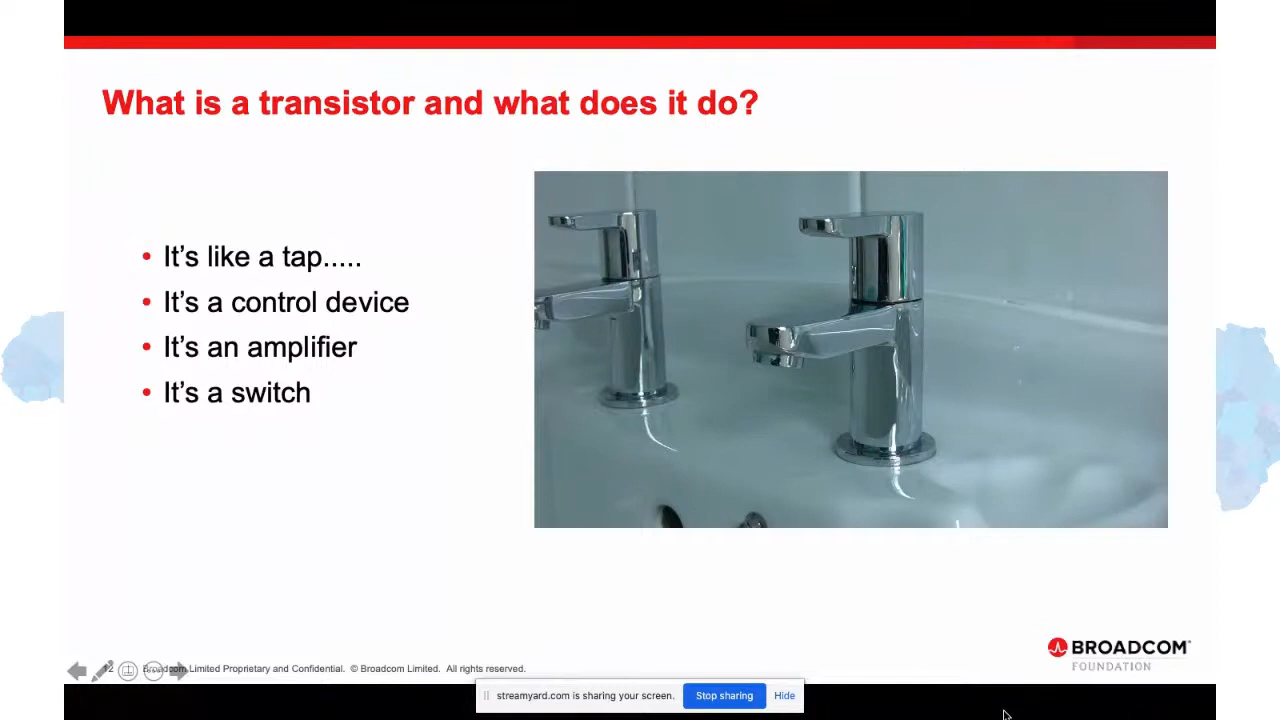 What is a transistor and what does it do?
• It’s like a tap.....
• It’s a control device
• It’s an amplifier
• It’s a switch
12 Broadcom Limited Proprietary and Confidential. © Broadcom Limited. All rights reserved.
BROADCOM
FOUNDATION
streamyard.com is sharing your screen. Stop sharing Hide